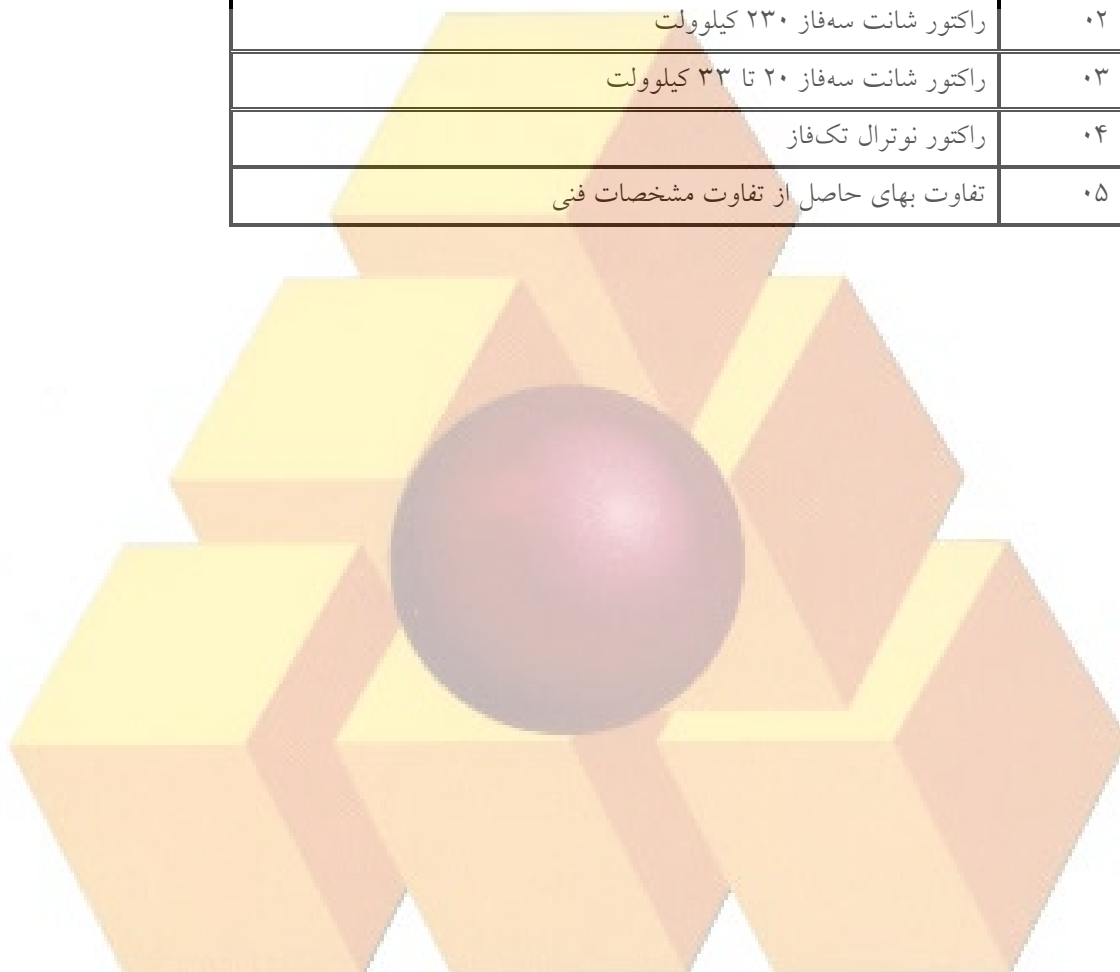 ۰۲ راکتور شانت سه‌فاز ۲۳۰ کیلوولت
۰۳ راکتور شانت سه‌فاز ۲۰ تا ۳۳ کیلوولت
۰۴ راکتور نوترال تک‌فاز
۰۵ تفاوت بهای حاصل از تفاوت مشخصات فنی